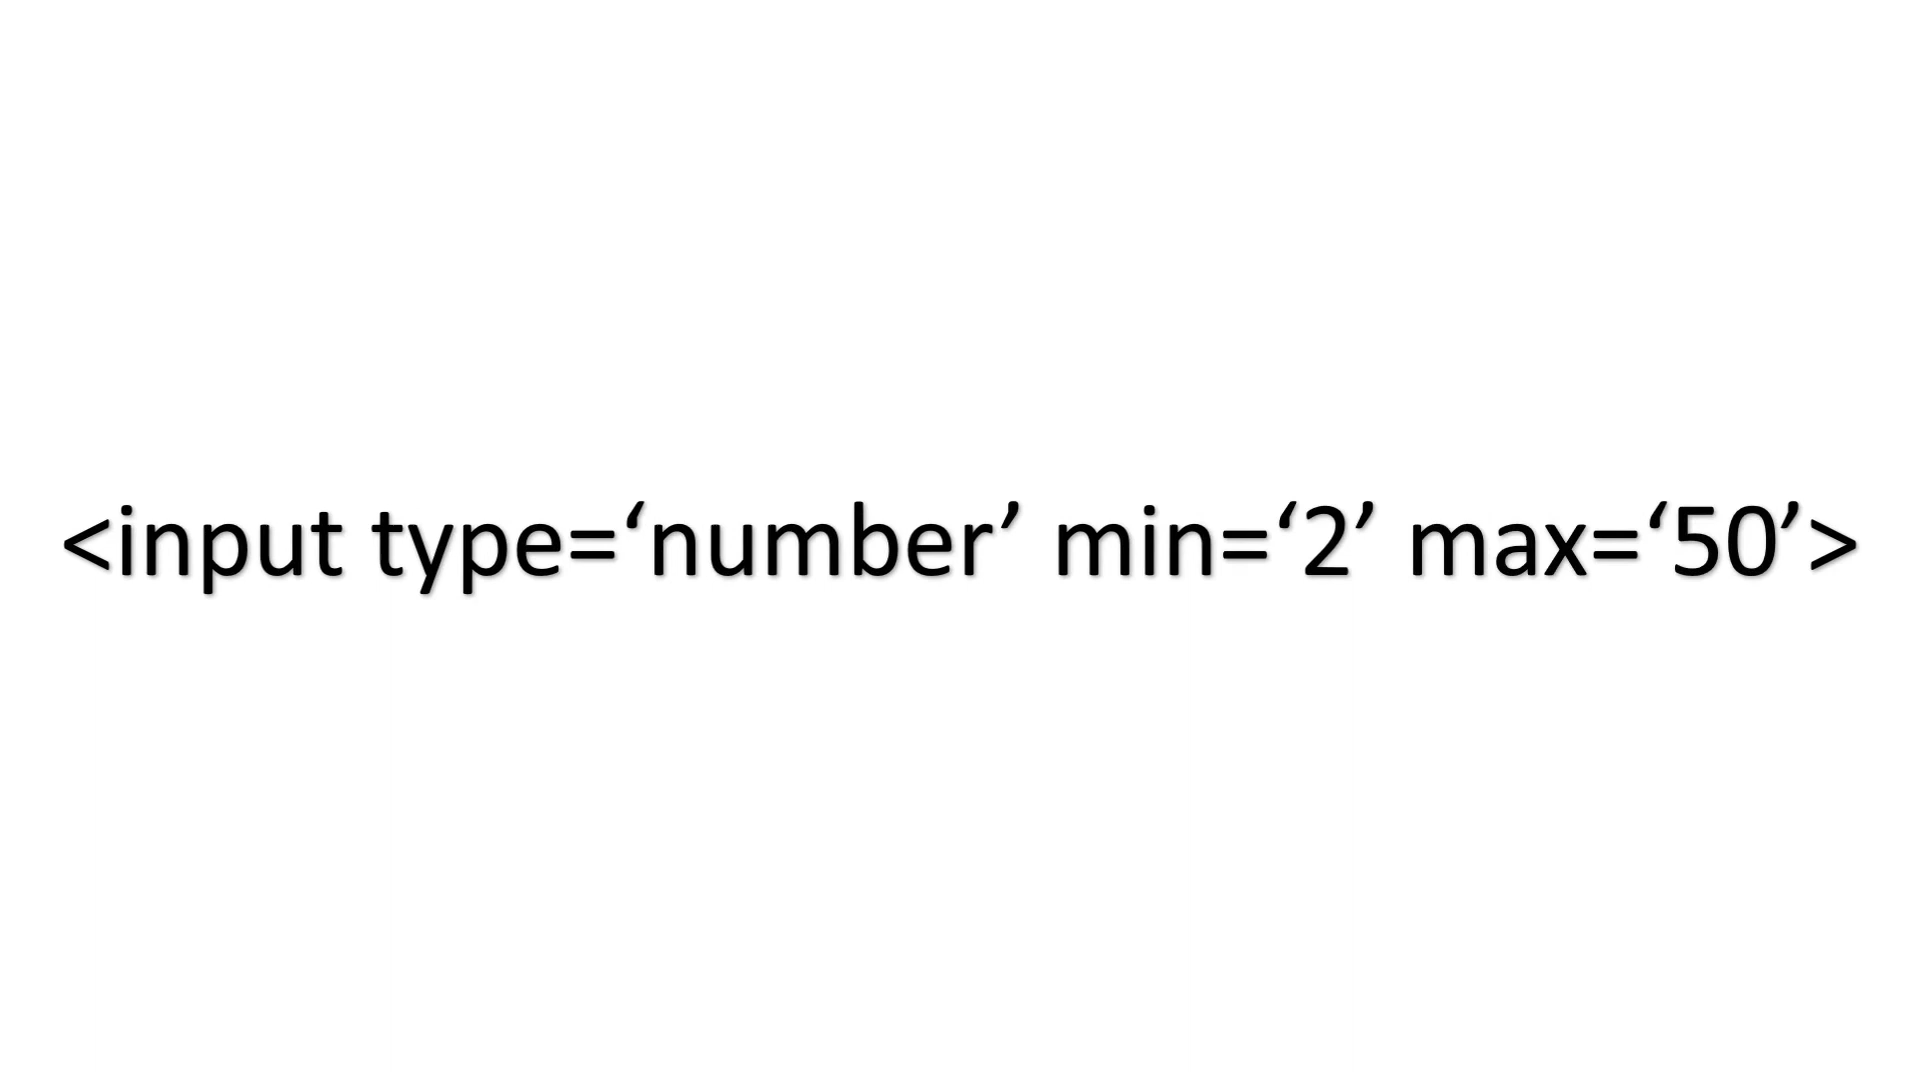 <input type=‘number’ min=‘2’ max=‘50’>